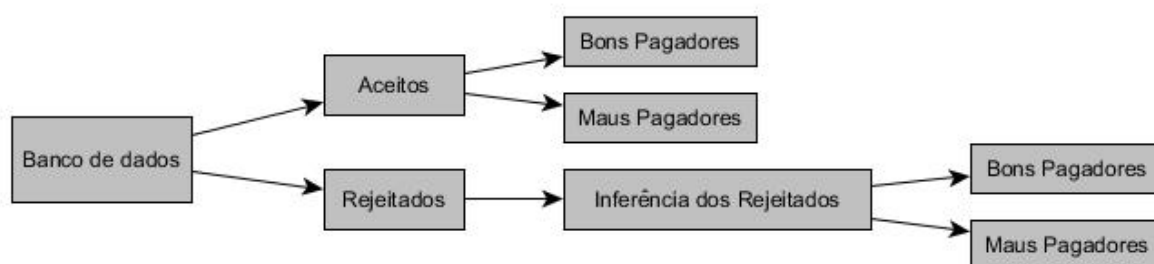 Banco de dados
Aceitos
Bons Pagadores
Maus Pagadores
Rejeitados
Inferência dos Rejeitados
Bons Pagadores
Maus Pagadores